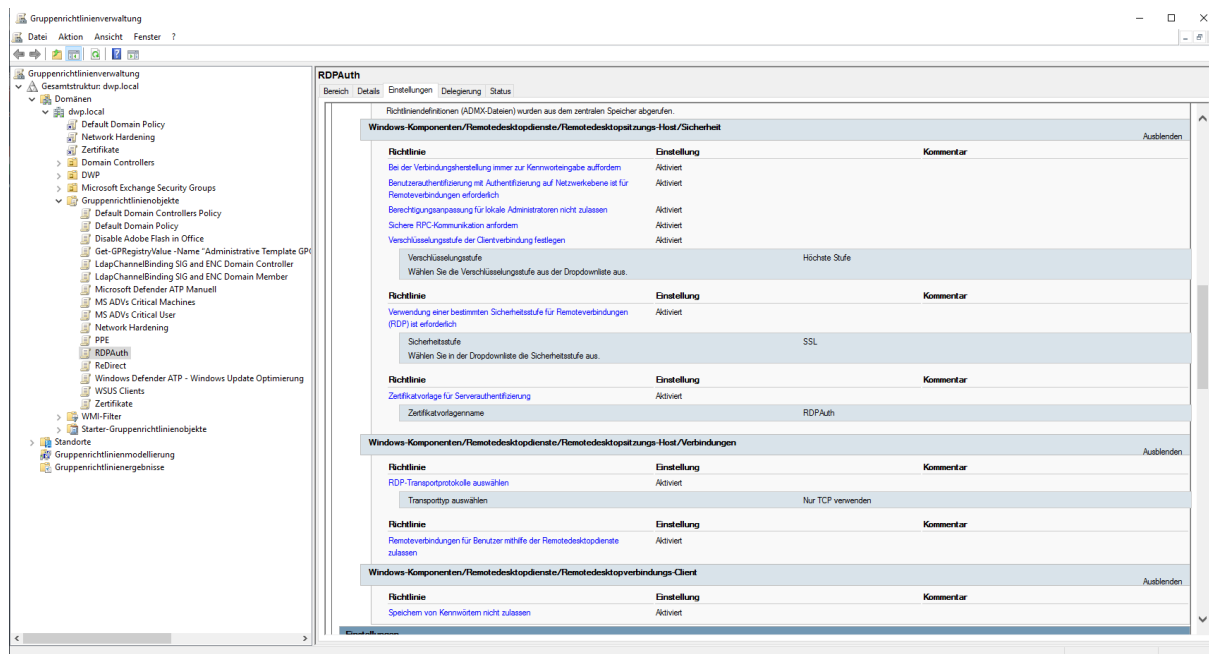 Gruppenrichtlinienverwaltung
Datei Aktion Ansicht Fenster ?
Gruppenrichtlinienverwaltung
Gesamtstruktur: dwp.local
Domänen
dwp.local
Default Domain Policy
Network Hardening
Zertifikate
Domain Controllers
DWP
Microsoft Exchange Security Groups
Gruppenrichtlinienobjekte
Default Domain Controllers Policy
Default Domain Policy
Disable Adobe Flash in Office
Get-GPRegistryValue -Name "Administrative Template GP
LdapChannelBinding SIG and ENC Domain Controller
LdapChannelBinding SIG and ENC Domain Member
Microsoft Defender ATP Manuell
MS ADVs Critical Machines
MS ADVs Critical User
Network Hardening
PPE
RDPAuth
ReDirect
Windows Defender ATP - Windows Update Optimierung
WSUS Clients
Zertifikate
WMI-Filter
Starter-Gruppenrichtlinienobjekte
Standorte
Gruppenrichtlinienmodellierung
Gruppenrichtlinienergebnisse
RDPAuth
Bereich Details Einstellungen Delegierung Status
Richtliniendefinitionen (ADMX-Dateien) wurden aus dem zentralen Speicher abgerufen.
Windows-Komponenten/Remotedesktopdienste/Remotedesktopsitzungs-Host/Sicherheit
Ausblenden
Richtlinie Einstellung Kommentar
Bei der Verbindungsherstellung immer zur Kennworteingabe auffordern Aktiviert
Benutzerauthentifizierung mit Authentifizierung auf Netzwerkebene ist für Aktiviert
Remoteverbindungen erforderlich
Berechtigungsanpassung für lokale Administratoren nicht zulassen Aktiviert
Sichere RPC-Kommunikation anfordern Aktiviert
Verschlüsselungsstufe der Clientverbindung festlegen Aktiviert
Verschlüsselungsstufe Höchste Stufe
Wählen Sie die Verschlüsselungsstufe aus der Dropdownliste aus.
Richtlinie Einstellung Kommentar
Verwendung einer bestimmten Sicherheitsstufe für Remoteverbindungen Aktiviert
(RDP) ist erforderlich
Sicherheitsstufe SSL
Wählen Sie in der Dropdownliste die Sicherheitsstufe aus.
Richtlinie Einstellung Kommentar
Zertifikatvorlage für Serverauthentifizierung Aktiviert
Zertifikatvorlagenname RDPAuth
Windows-Komponenten/Remotedesktopdienste/Remotedesktopsitzungs-Host/Verbindungen
Ausblenden
Richtlinie Einstellung Kommentar
RDP-Transportprotokolle auswählen Aktiviert
Transporttyp auswählen Nur TCP verwenden
Richtlinie Einstellung Kommentar
Remoteverbindungen für Benutzer mithilfe der Remotedesktopdienste Aktiviert
zulassen
Windows-Komponenten/Remotedesktopdienste/Remotedesktopverbindungs-Client
Ausblenden
Richtlinie Einstellung Kommentar
Speichern von Kennwörtern nicht zulassen Aktiviert
Einstellungen